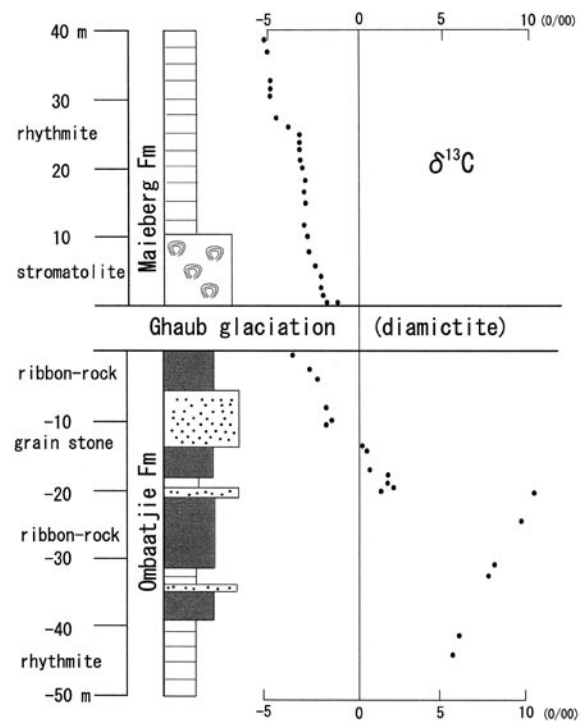 -5 0 5 10 (0/00)
40 m
30
rhythmite
20
10
stromatolite
Maieberg Fm
δ¹³C
Ghaub glaciation (diamictite)
ribbon-rock
-10
grain stone
-20
ribbon-rock
-30
-40
rhythmite
-50 m
Ombaatjie Fm
-5 0 5 10 (0/00)